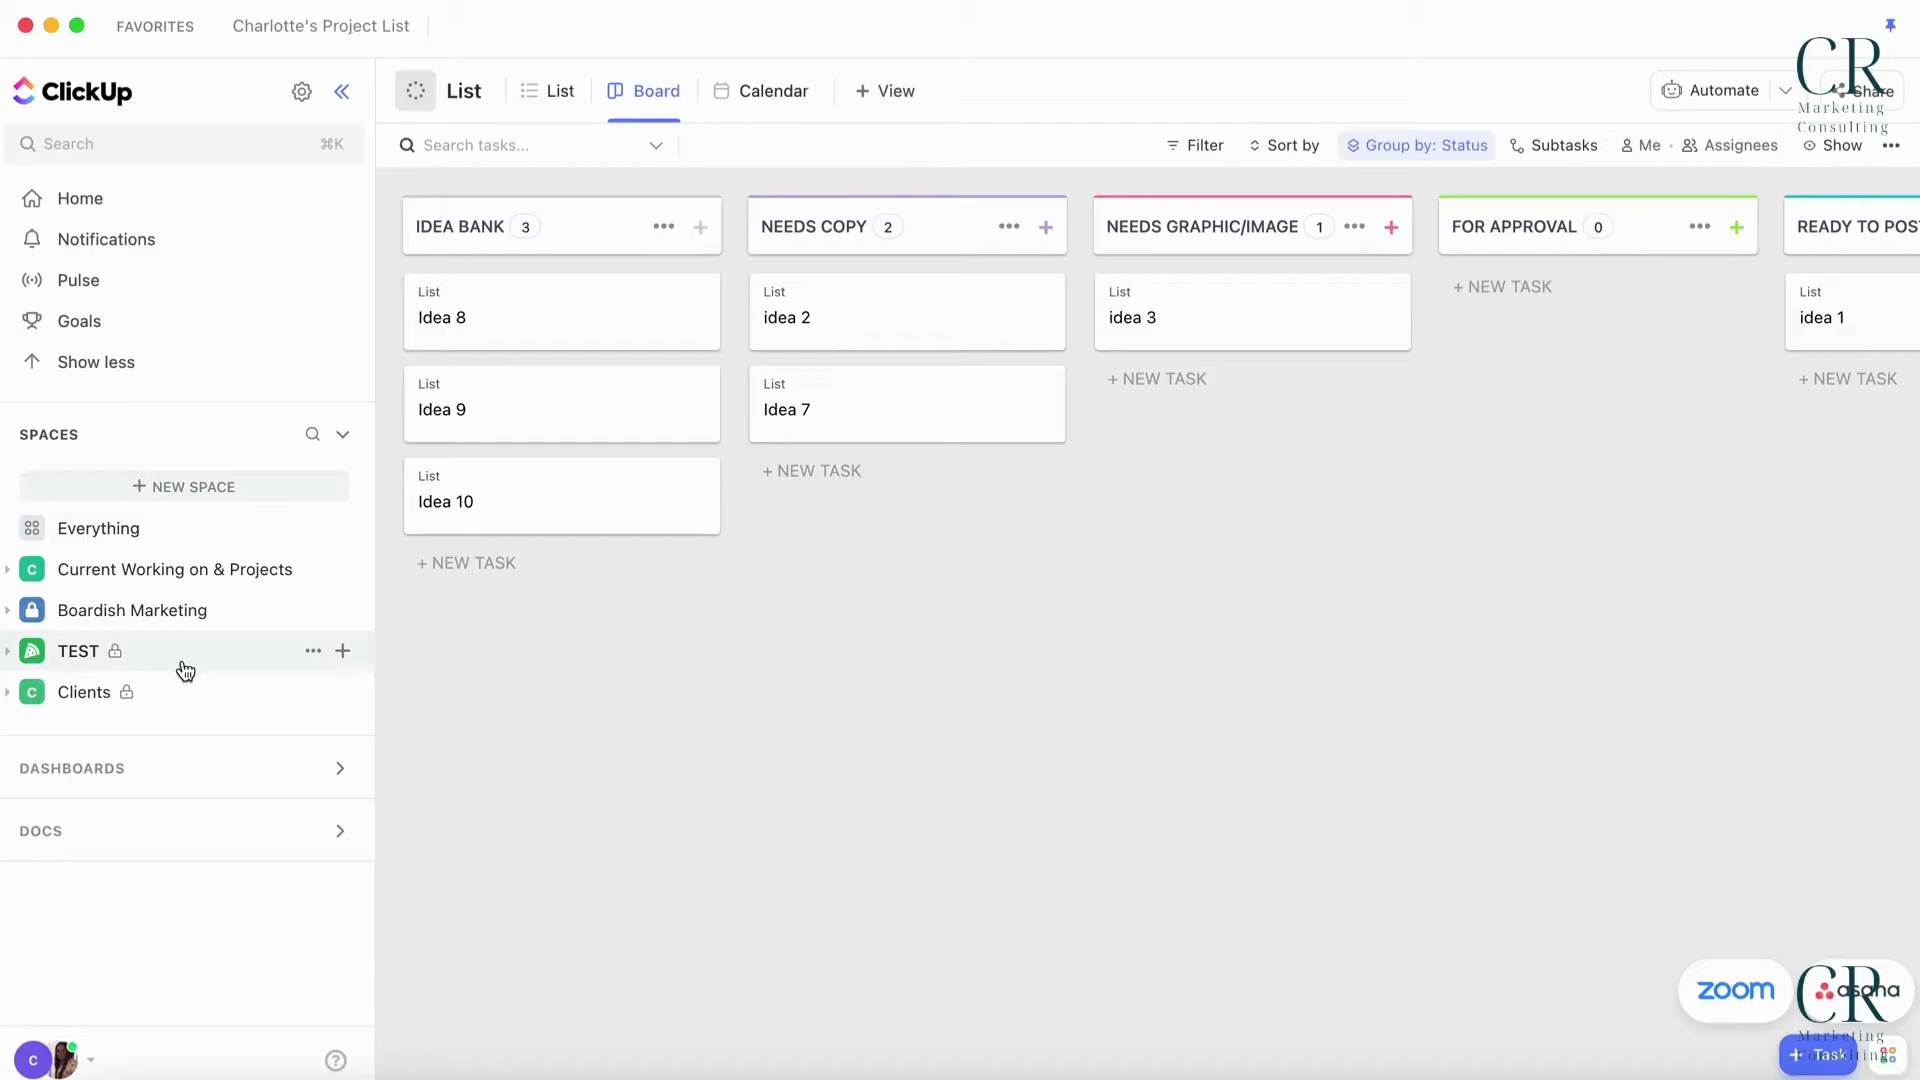 FAVORITES
Charlotte's Project List
ClickUp
List
List
Board
Calendar
+ View
Automate
Share
CR
Marketing
Consulting
Search
⌘K
Search tasks...
Filter
Sort by
Group by: Status
Subtasks
Me
Assignees
Show
Home
Notifications
Pulse
Goals
Show less
SPACES
+ NEW SPACE
Everything
C
Current Working on & Projects
Boardish Marketing
TEST
C
Clients
DASHBOARDS
DOCS
C
IDEA BANK 3
List
Idea 8
List
Idea 9
List
Idea 10
+ NEW TASK
NEEDS COPY 2
List
idea 2
List
Idea 7
+ NEW TASK
NEEDS GRAPHIC/IMAGE 1
List
idea 3
+ NEW TASK
FOR APPROVAL 0
+ NEW TASK
READY TO POST
List
idea 1
+ NEW TASK
zoom
asana
CR
Marketing
Consulting
+ Task